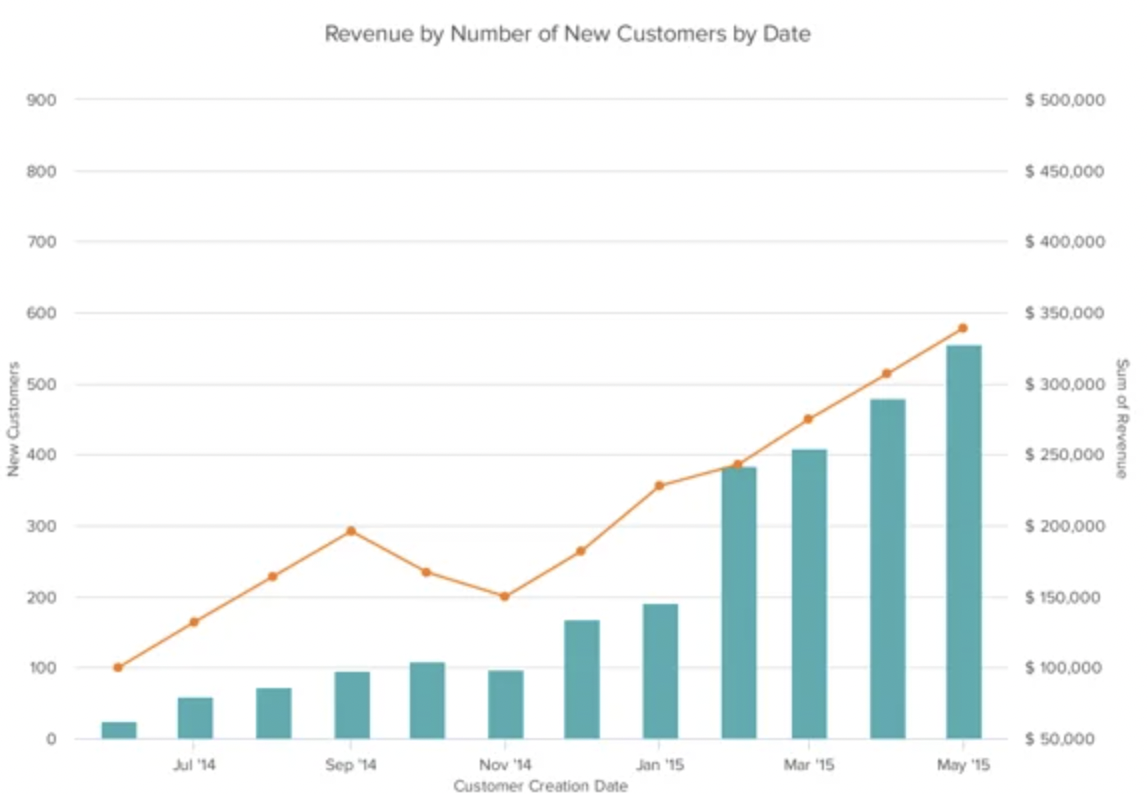 Revenue by Number of New Customers by Date
900
$ 500,000
800
$ 450,000
700
$ 400,000
600
$ 350,000
500
$ 300,000
400
$ 250,000
300
$ 200,000
200
$ 150,000
100
$ 100,000
0
$ 50,000
New Customers
Sum of Revenue
Jul '14
Sep '14
Nov '14
Jan '15
Mar '15
May '15
Customer Creation Date